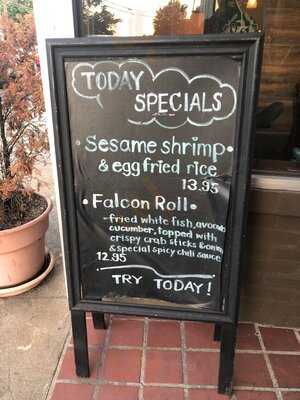 TODAY
SPECIALS
• Sesame shrimp •
& egg fried rice
13.95
• Falcon Roll •
-fried white fish, avocado
cucumber, topped with
crispy crab sticks &
& special spicy chili sauce
12.95
TRY TODAY!